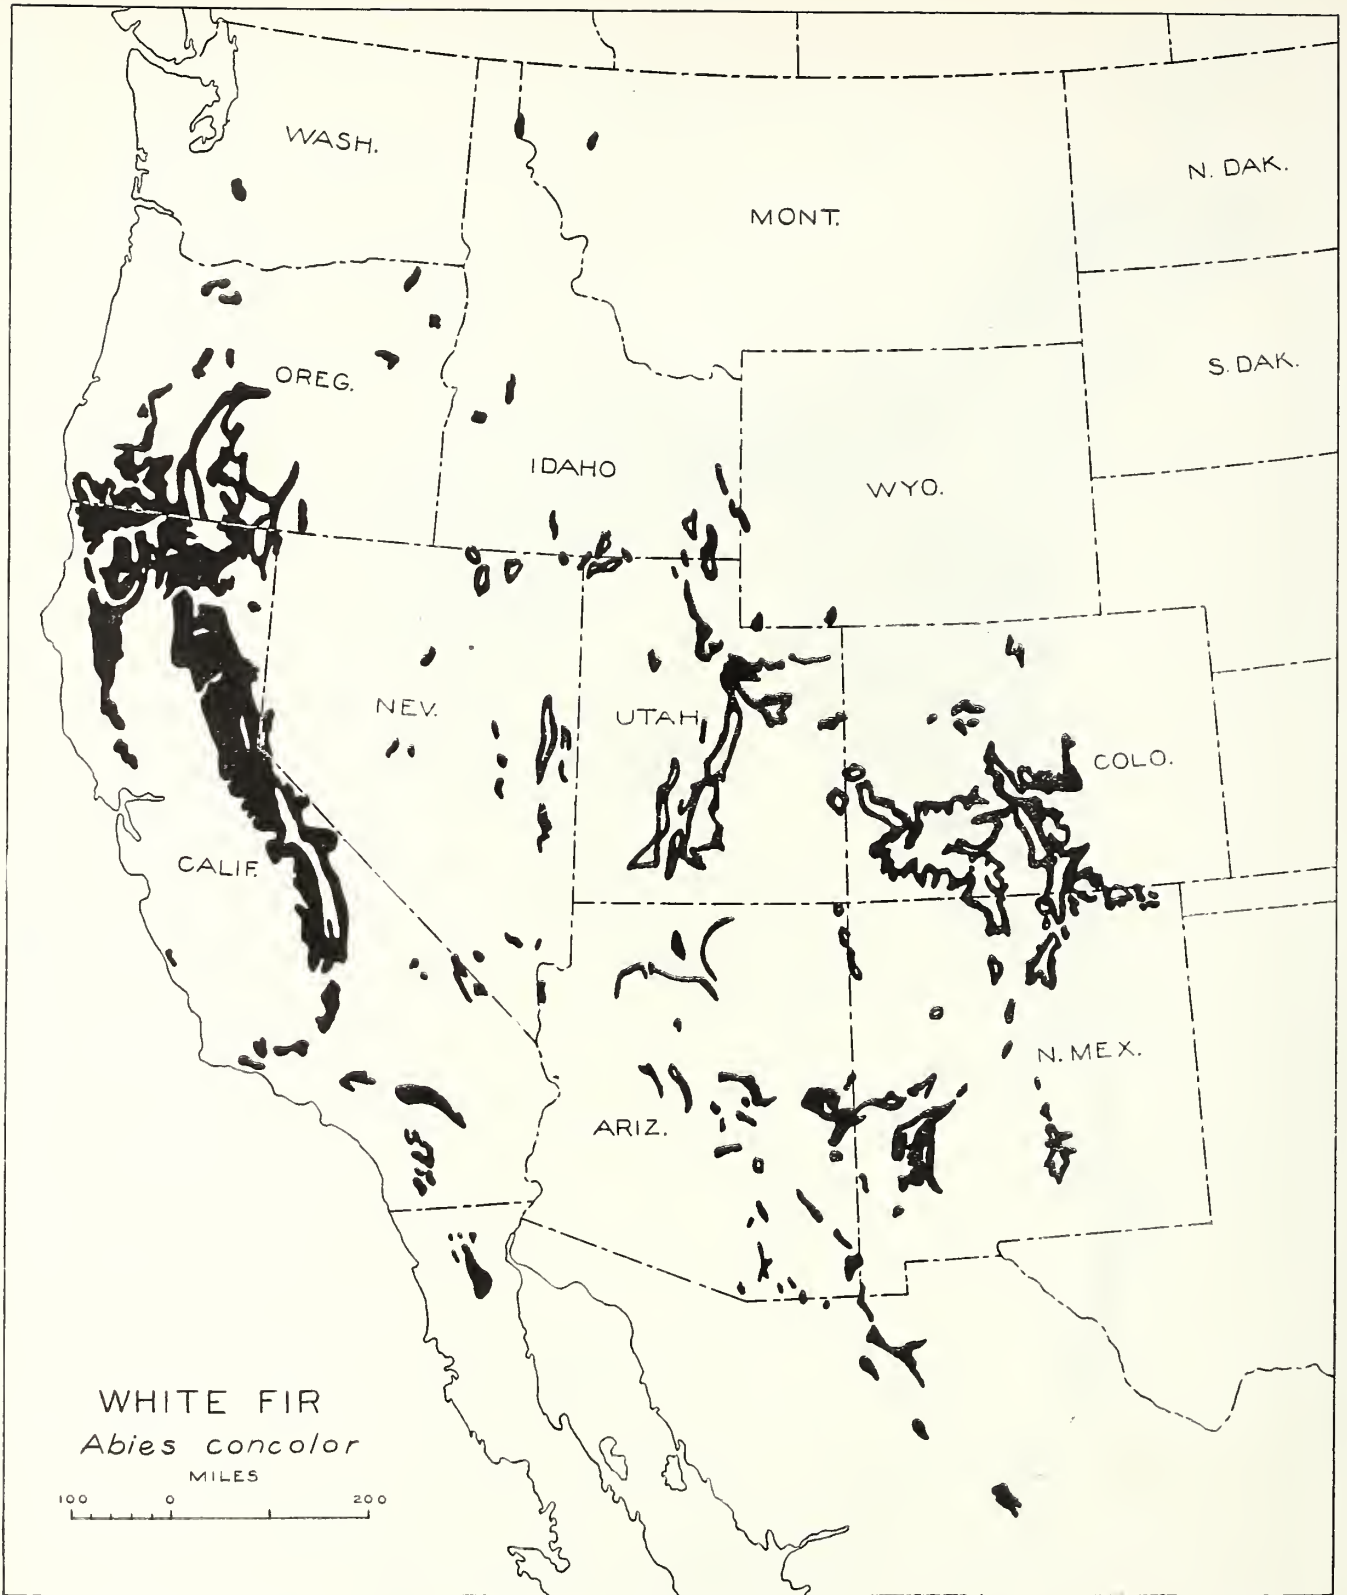 WASH.
MONT.
N. DAK.
OREG.
S. DAK.
IDAHO
WYO.
NEV.
UTAH
COLO.
CALIF.
N. MEX.
ARIZ.
WHITE FIR
Abies concolor
MILES
100 0 200